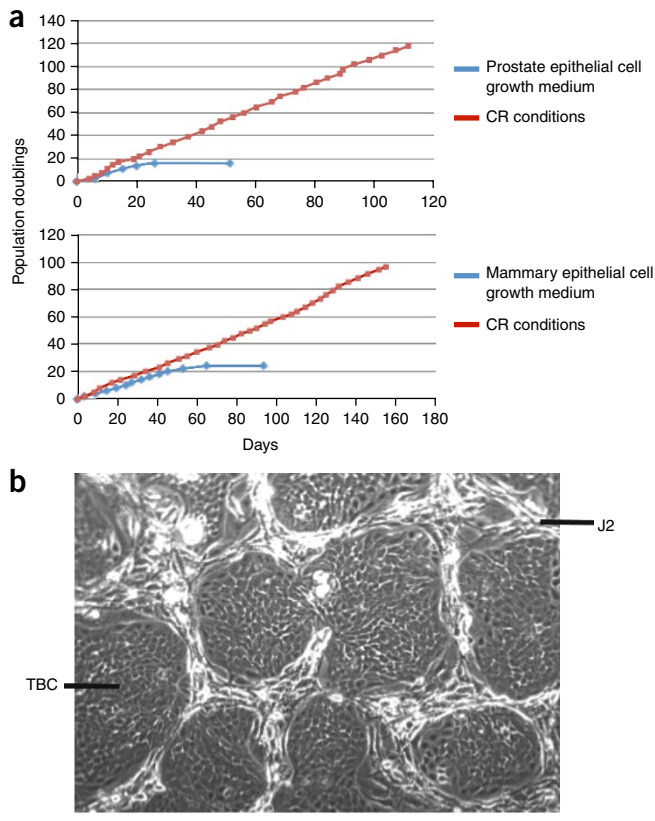 a
140
120
100
80
60
40
20
0
0 20 40 60 80 100 120
Prostate epithelial cell
growth medium
CR conditions
Population doublings
120
100
80
60
40
20
0
0 20 40 60 80 100 120 140 160 180
Days
Mammary epithelial cell
growth medium
CR conditions
b
J2
TBC